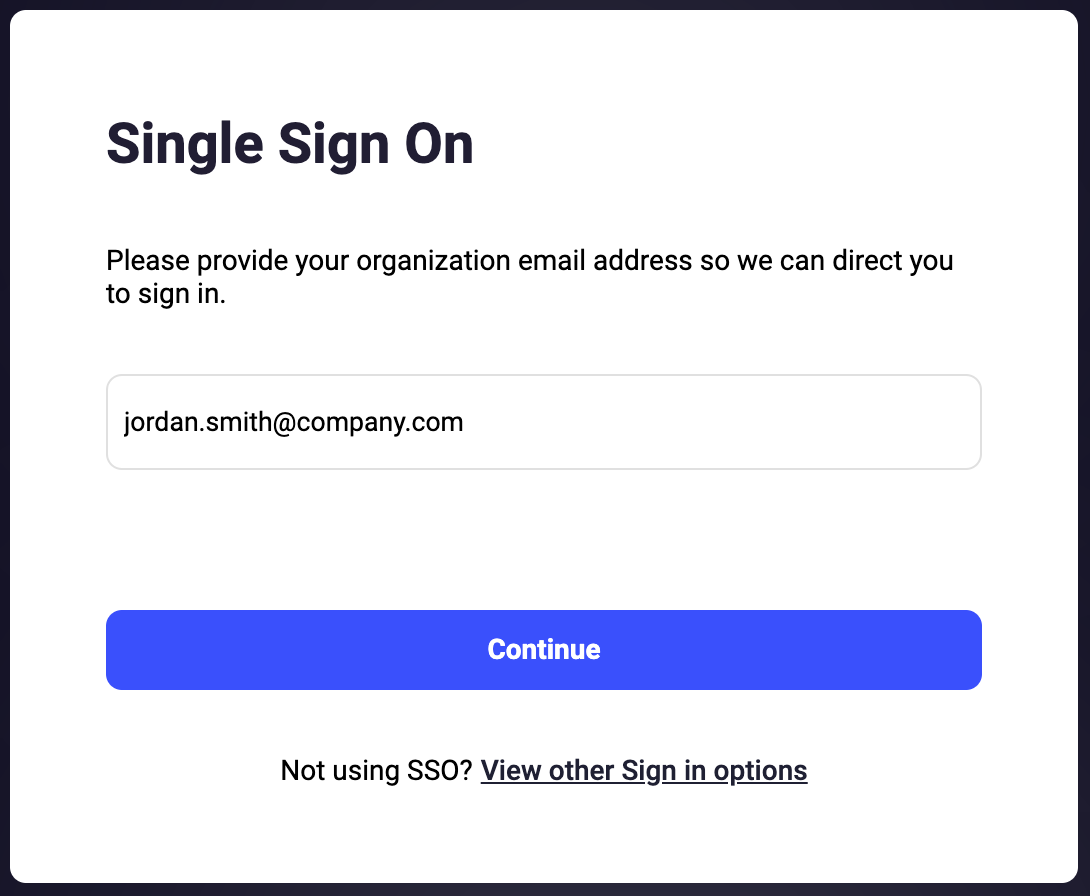 Single Sign On
Please provide your organization email address so we can direct you
to sign in.
jordan.smith@company.com
Continue
Not using SSO? View other Sign in options